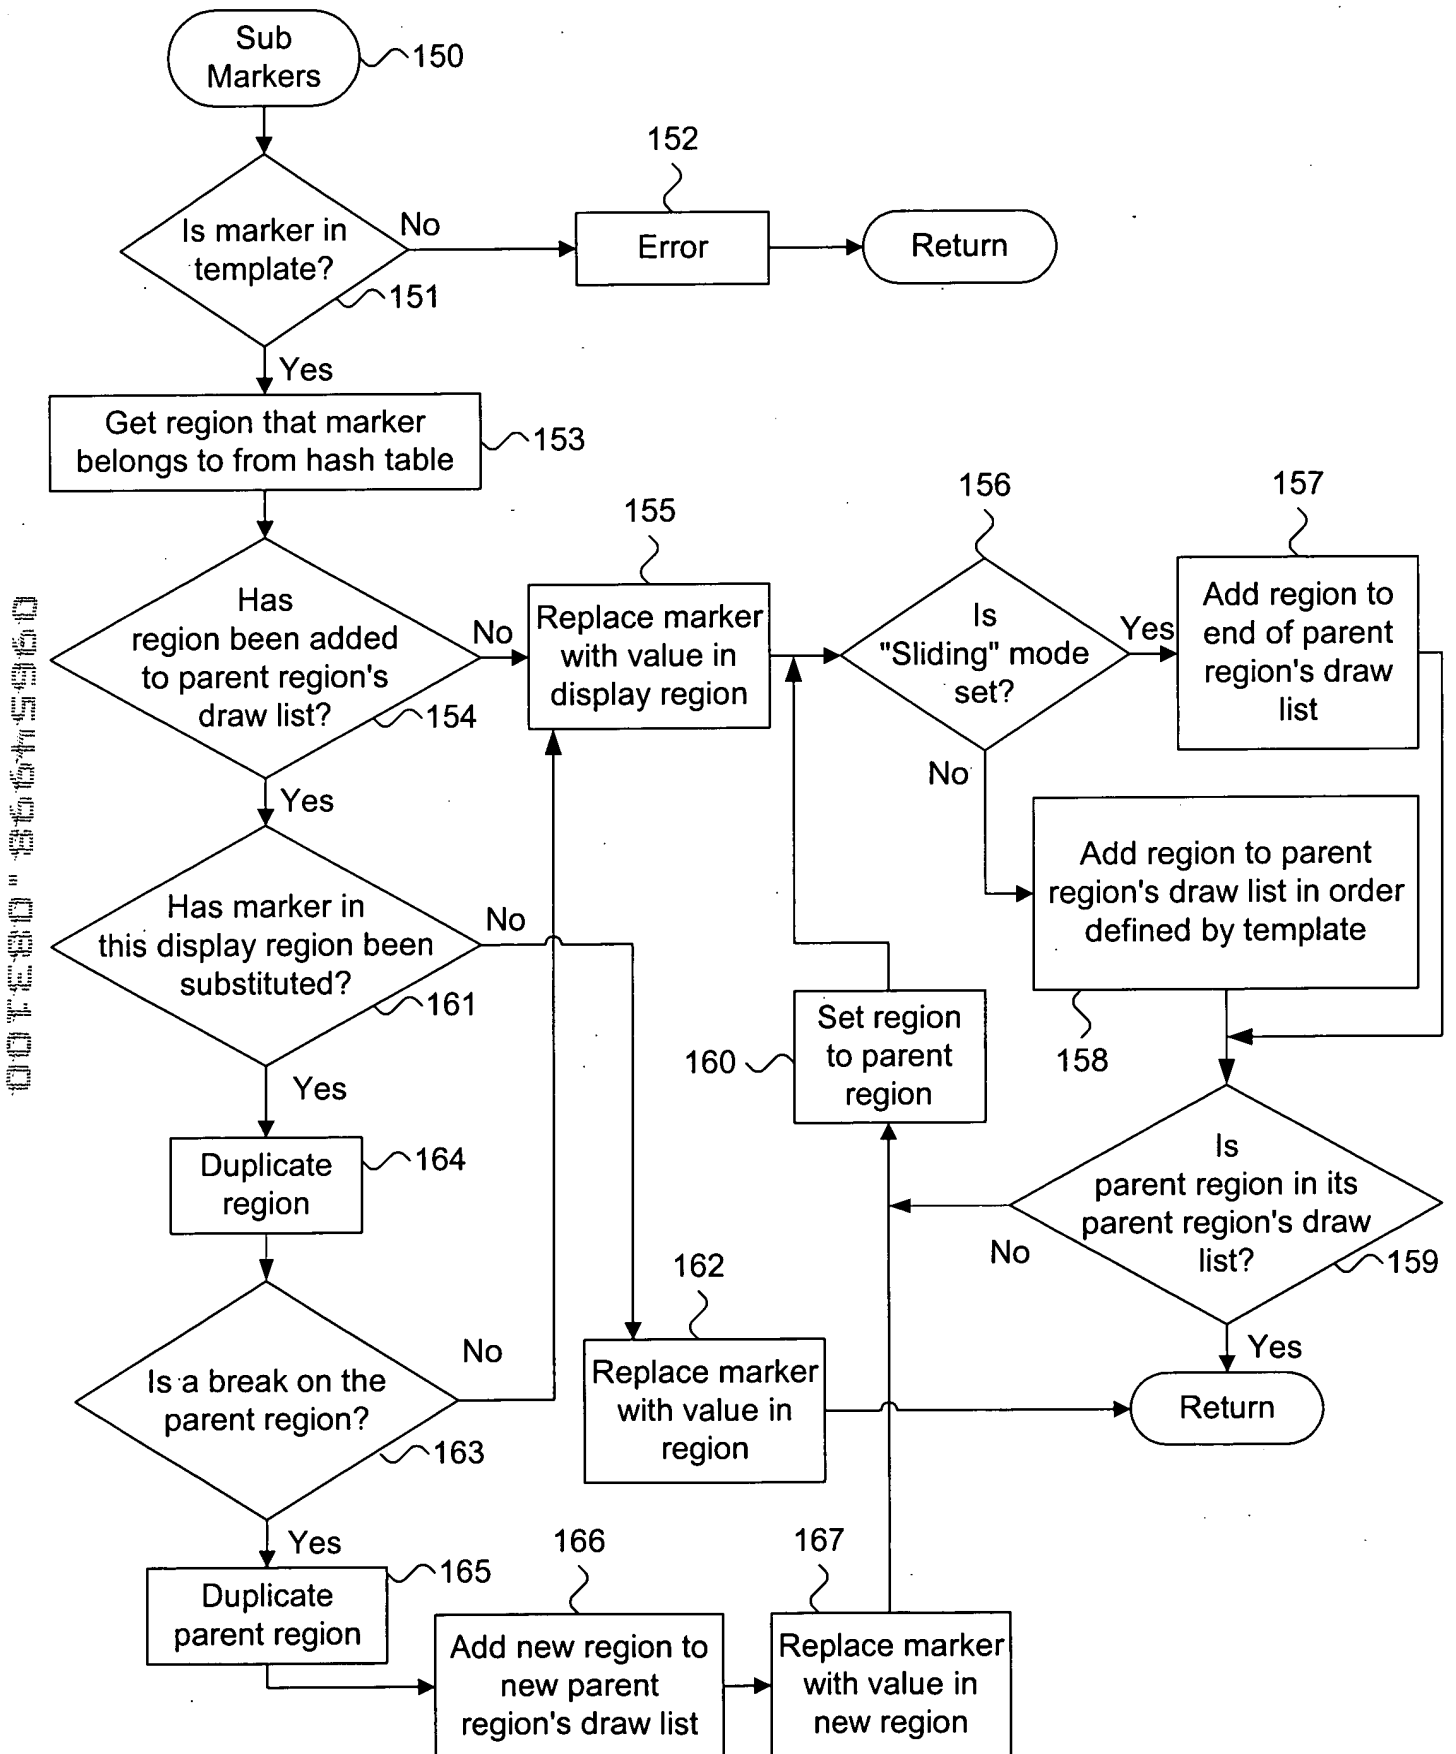 Sub
Markers
150
152
Is marker in
template?
No
Error
Return
151
Yes
Get region that marker
belongs to from hash table
153
155
156
157
Has
region been added
to parent region's
draw list?
154
No
Replace marker
with value in
display region
Is
"Sliding" mode
set?
Yes
Add region to
end of parent
region's draw
list
Yes
No
Add region to parent
region's draw list in order
defined by template
158
Has marker in
this display region been
substituted?
161
No
Set region
to parent
region
160
Yes
Is
parent region in its
parent region's draw
list?
159
No
Yes
Duplicate
region
164
162
Is a break on the
parent region?
163
No
Replace marker
with value in
region
Return
Yes
165
166
167
Duplicate
parent region
Add new region to
new parent
region's draw list
Replace marker
with value in
new region
09654998.083100